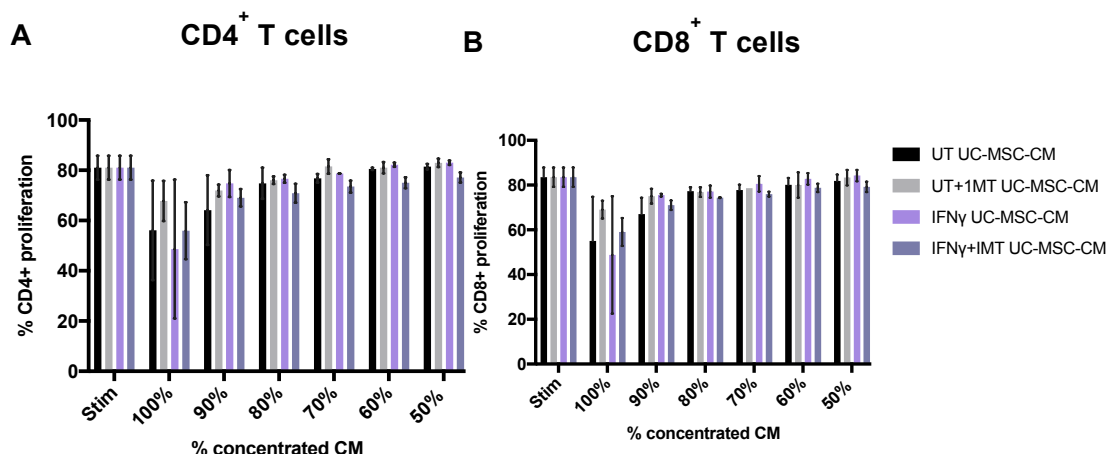 A
CD4+ T cells
% CD4+ proliferation
100
80
60
40
20
0
Stim
100%
90%
80%
70%
60%
50%
% concentrated CM
B
CD8+ T cells
% CD8+ proliferation
100
80
60
40
20
0
Stim
100%
90%
80%
70%
60%
50%
% concentrated CM
UT UC-MSC-CM
UT+1MT UC-MSC-CM
IFNγ UC-MSC-CM
IFNγ+IMT UC-MSC-CM